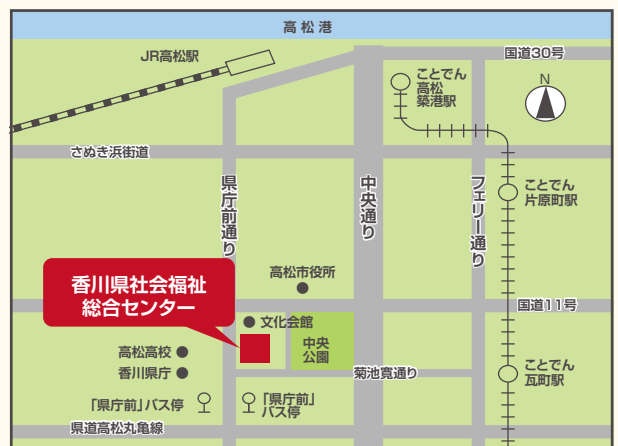 高松港
国道30号
JR高松駅
ことでん
高松
築港駅
N
さぬき浜街道
県庁前通り
中央通り
フェリー通り
ことでん
片原町駅
高松市役所
香川県社会福祉
総合センター
国道11号
文化会館
中央
公園
高松高校
香川県庁
菊池寛通り
ことでん
瓦町駅
「県庁前」バス停
「県庁前」
バス停
県道高松丸亀線